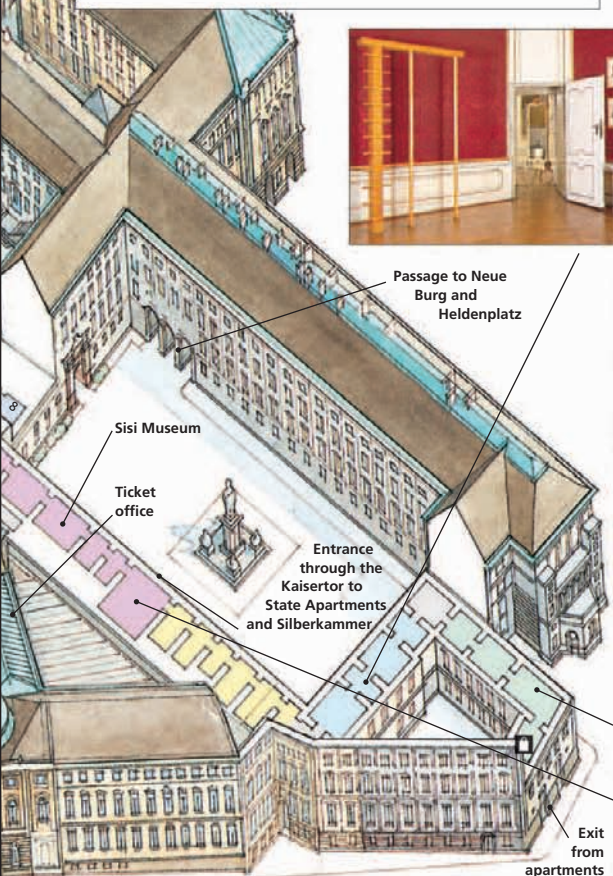 Passage to Neue
Burg and
Heldenplatz
Sisi Museum
Ticket
office
Entrance
through the
Kaisertor to
State Apartments
and Silberkammer
Exit
from
apartments
8